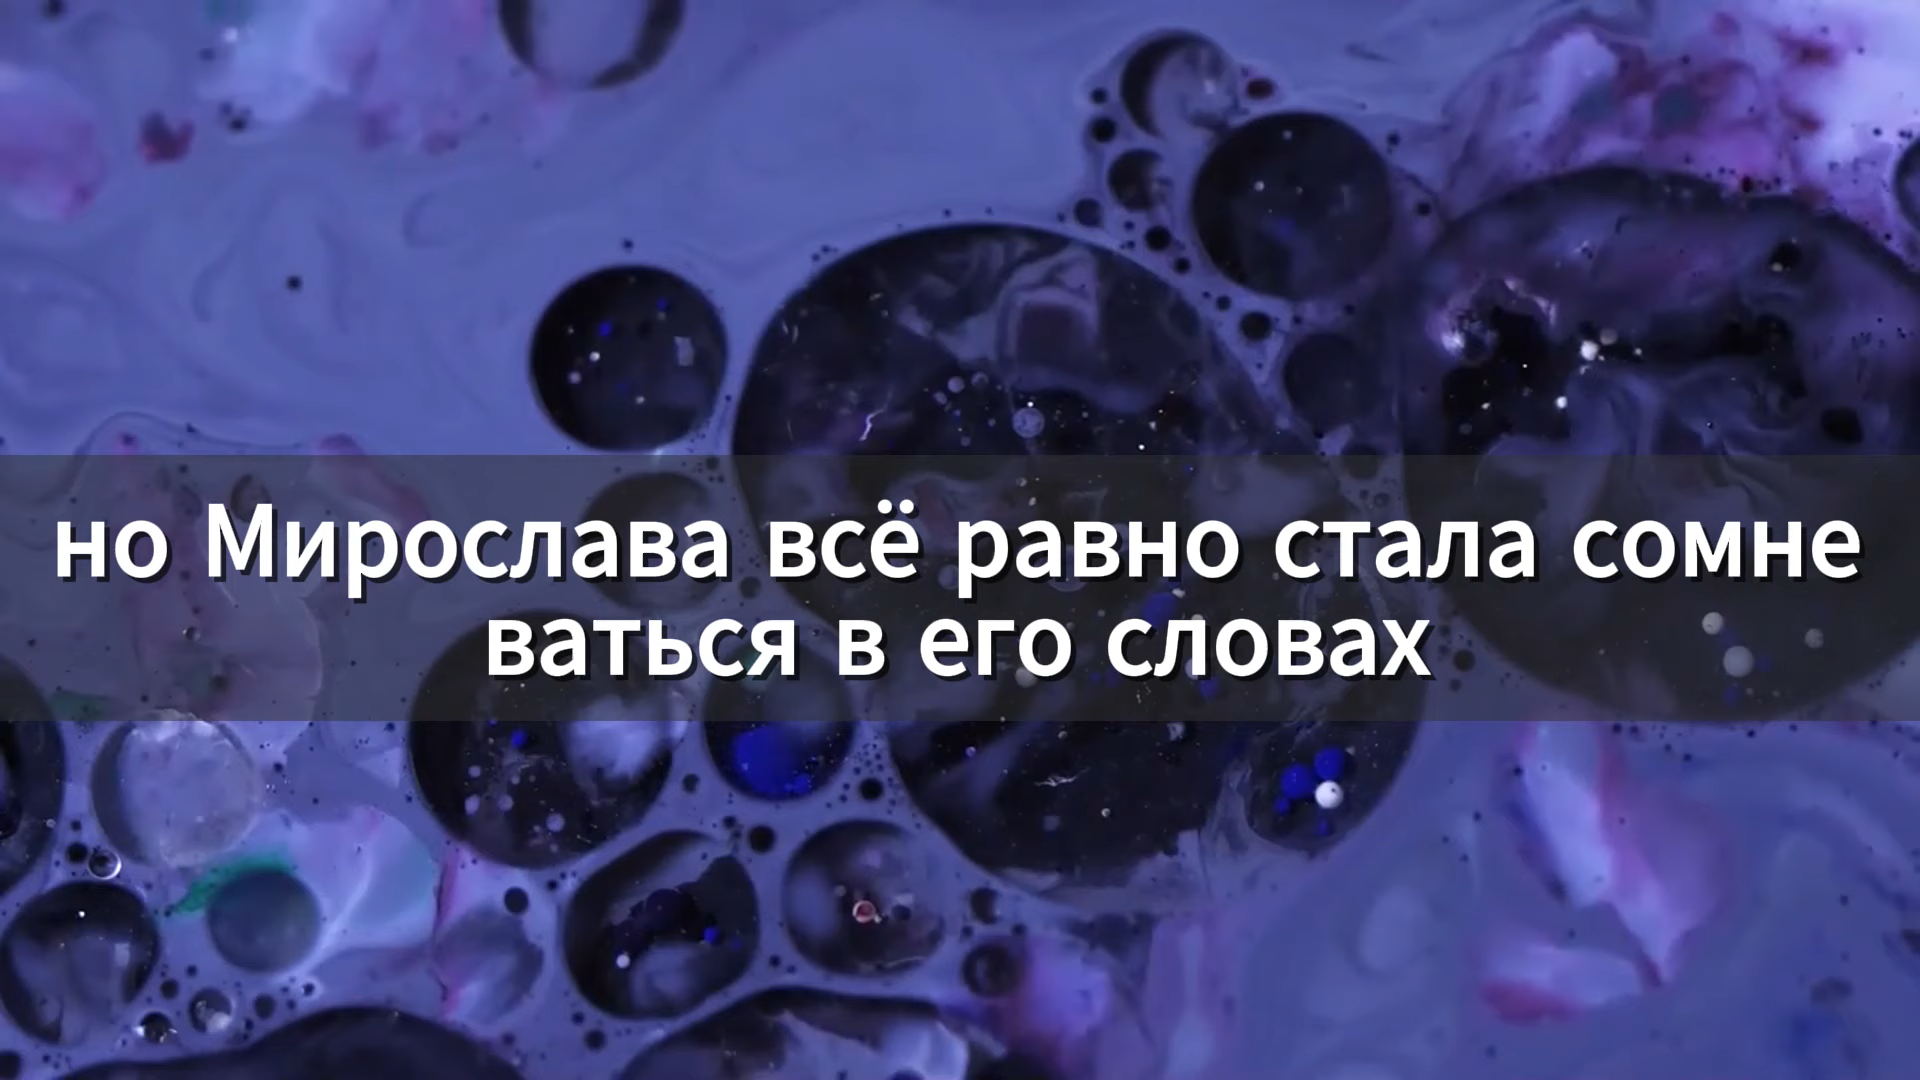 но Мирослава всё равно стала сомне
ваться в его словах